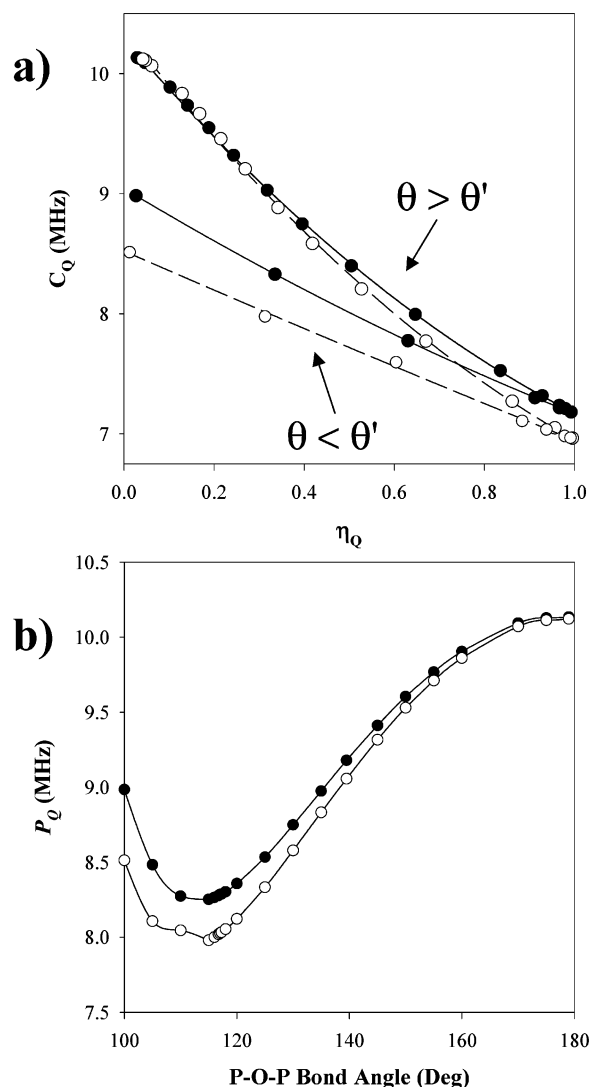 a)
10
9
8
7
C_Q (MHz)
θ > θ'
θ < θ'
0.0 0.2 0.4 0.6 0.8 1.0
η_Q
b)
10.5
10.0
9.5
9.0
8.5
8.0
7.5
P_Q (MHz)
100 120 140 160 179
P-O-P Bond Angle (Deg)